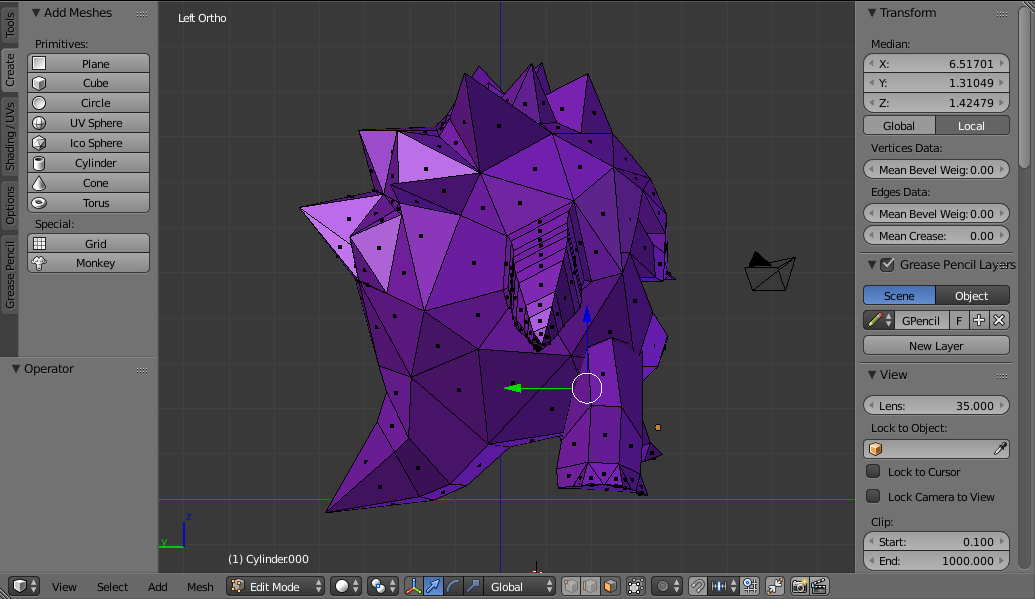 Tools
Create
Shading / UVs
Options
Grease Pencil
Add Meshes
Primitives:
Plane
Cube
Circle
UV Sphere
Ico Sphere
Cylinder
Cone
Torus
Special:
Grid
Monkey
Operator
Left Ortho
z
y
(1) Cylinder.000
Transform
Median:
X: 6.51701
Y: 1.31049
Z: 1.42479
Global Local
Vertices Data:
Mean Bevel Weig: 0.00
Edges Data:
Mean Bevel Weig: 0.00
Mean Crease: 0.00
Grease Pencil Layers
Scene Object
GPencil F
New Layer
View
Lens: 35.000
Lock to Object:
Lock to Cursor
Lock Camera to View
Clip:
Start: 0.100
End: 1000.000
View Select Add Mesh Edit Mode Global